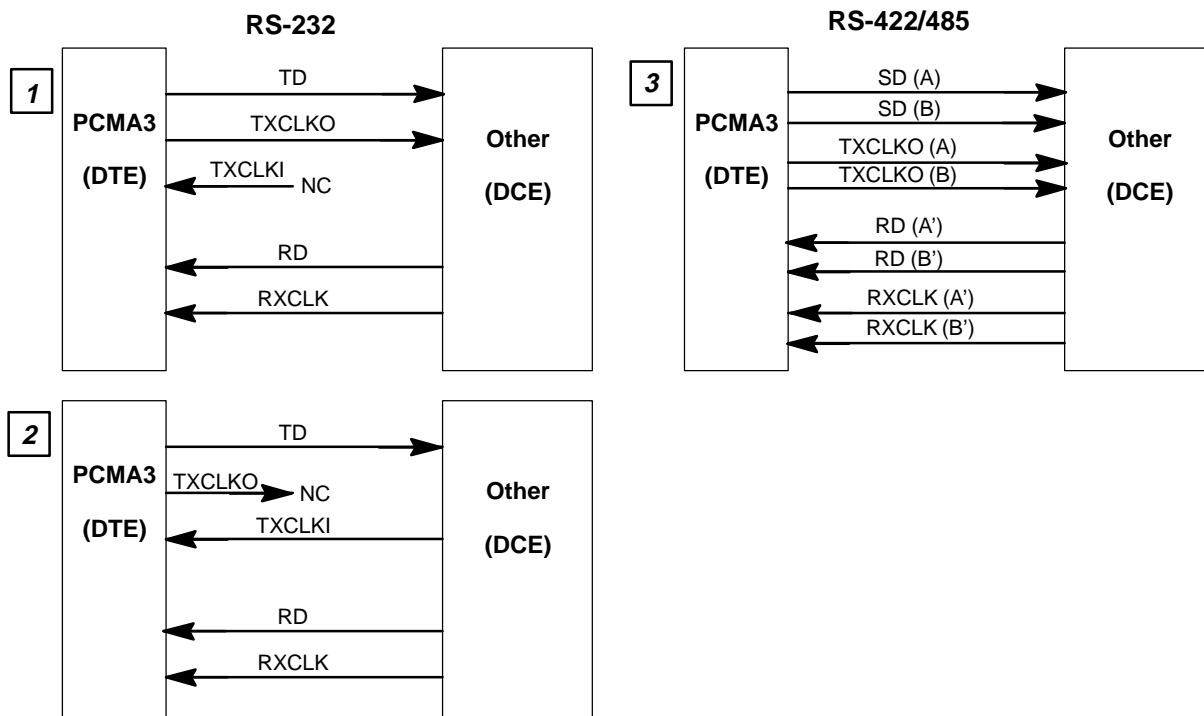 RS-232
1
TD
PCMA3
TXCLKO
Other
TXCLKI
NC
(DTE)
(DCE)
RD
RXCLK
RS-422/485
3
SD (A)
SD (B)
PCMA3
Other
TXCLKO (A)
(DTE)
TXCLKO (B)
(DCE)
RD (A’)
RD (B’)
RXCLK (A’)
RXCLK (B’)
2
TD
PCMA3
TXCLKO
NC
Other
(DTE)
TXCLKI
(DCE)
RD
RXCLK